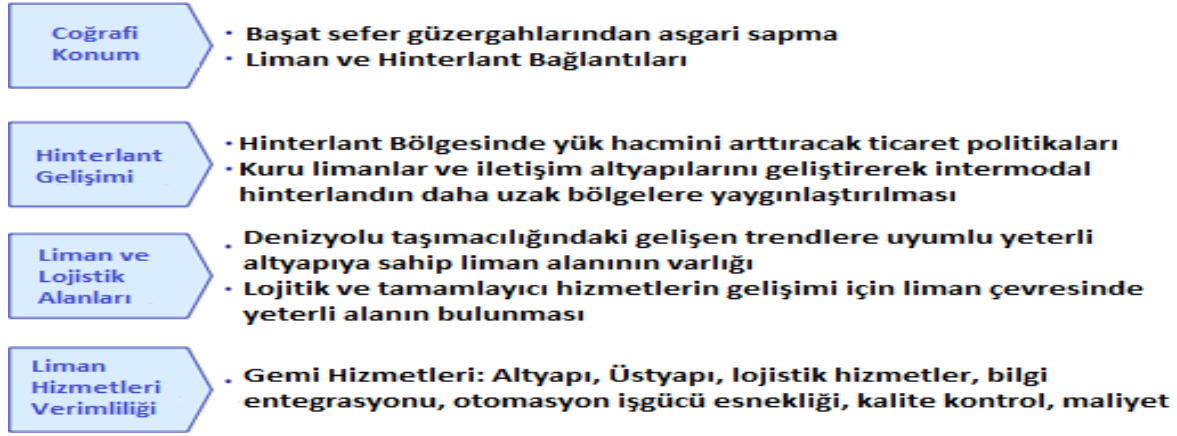 Coğrafi
Konum
• Başat sefer güzergahlarından asgari sapma
• Liman ve Hinterlant Bağlantıları
Hinterlant
Gelişimi
• Hinterlant Bölgesinde yük hacmini arttıracak ticaret politikaları
• Kuru limanlar ve iletişim altyapılarını geliştirerek intermodal
hinterlandın daha uzak bölgelere yaygınlaştırılması
Liman ve
Lojistik
Alanları
• Denizyolu taşımacılığındaki gelişen trendlere uyumlu yeterli
altyapıya sahip liman alanının varlığı
• Lojitik ve tamamlayıcı hizmetlerin gelişimi için liman çevresinde
yeterli alanın bulunması
Liman
Hizmetleri
Verimliliği
• Gemi Hizmetleri: Altyapı, Üstyapı, lojistik hizmetler, bilgi
entegrasyonu, otomasyon işgücü esnekliği, kalite kontrol, maliyet